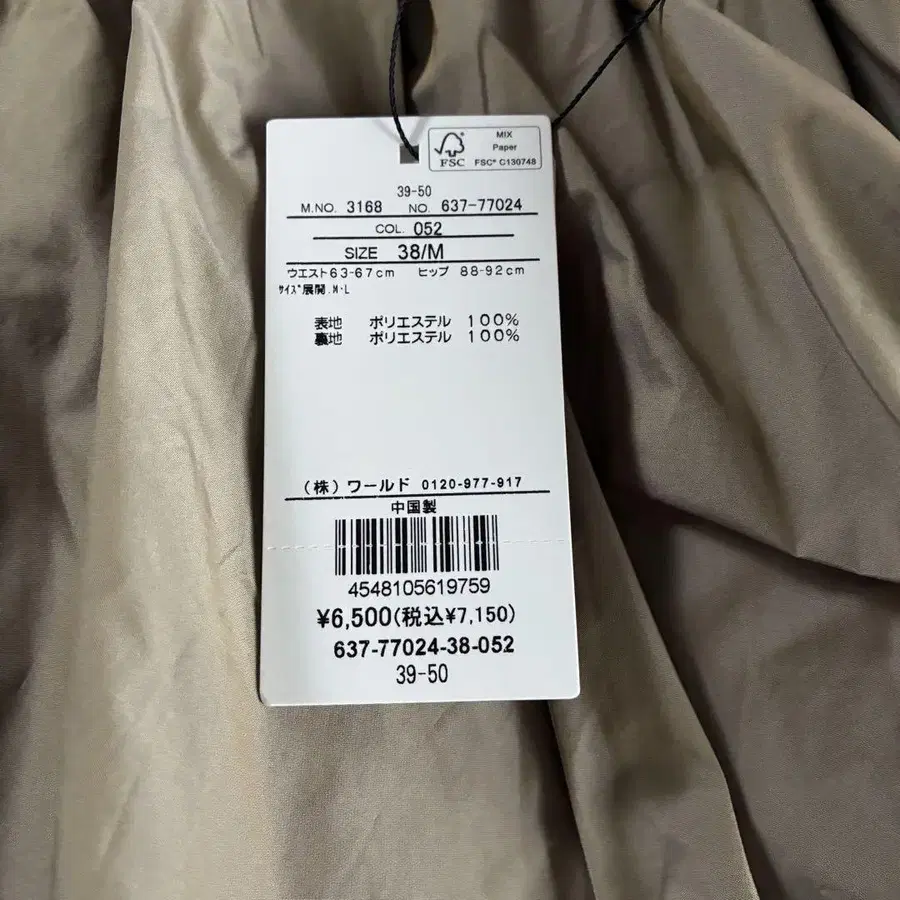 MIX
Paper
FSC
FSC® C130748
39-50
M.NO. 3168 NO. 637-77024
COL. 052
SIZE 38/M
ウエスト63-67cm ヒップ 88-92cm
ｻｲｽﾞ展開.M･L
表地 ポリエステル 100%
裏地 ポリエステル 100%
(株)ワールド 0120-977-917
中国製
4548105619759
¥6,500(税込¥7,150)
637-77024-38-052
39-50